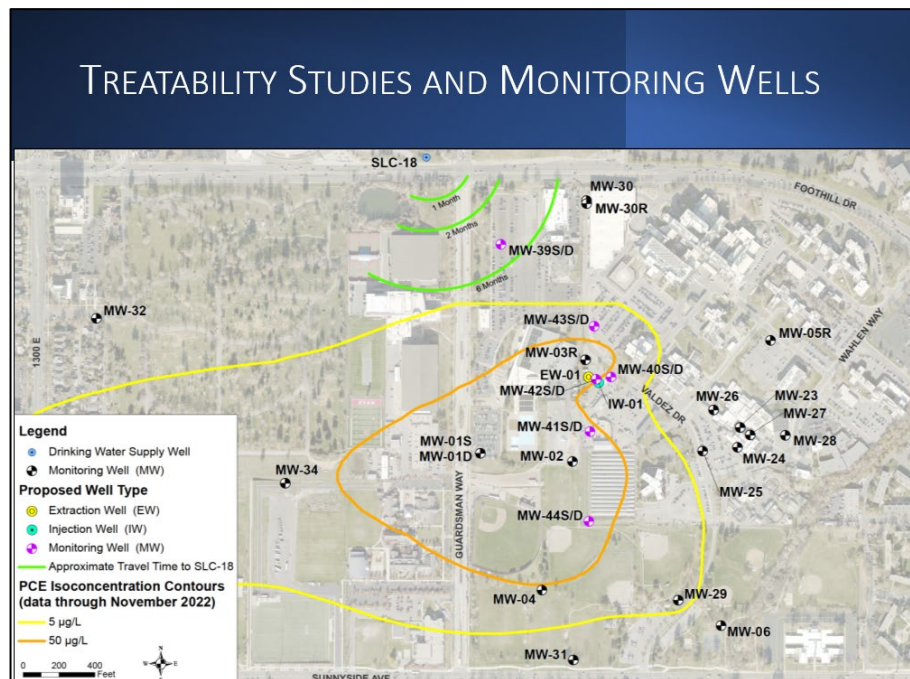 TREATABILITY STUDIES AND MONITORING WELLS
SLC-18
MW-30
MW-30R
FOOTHILL DR
1 Month
2 Months
6 Months
MW-39S/D
MW-32
1300 E
MW-43S/D
MW-05R
WAHLEN WAY
MW-03R
EW-01
MW-40S/D
MW-42S/D
IW-01
VALDEZ DR
MW-26
MW-23
MW-27
MW-28
MW-24
MW-25
MW-41S/D
MW-01S
MW-01D
MW-02
MW-34
GUARDSMAN WAY
MW-44S/D
MW-04
MW-29
MW-06
MW-31
SUNNYSIDE AVE
Legend
Drinking Water Supply Well
Monitoring Well (MW)
Proposed Well Type
Extraction Well (EW)
Injection Well (IW)
Monitoring Well (MW)
Approximate Travel Time to SLC-18
PCE Isoconcentration Contours
(data through November 2022)
5 µg/L
50 µg/L
0 200 400
Feet
N
W E
S